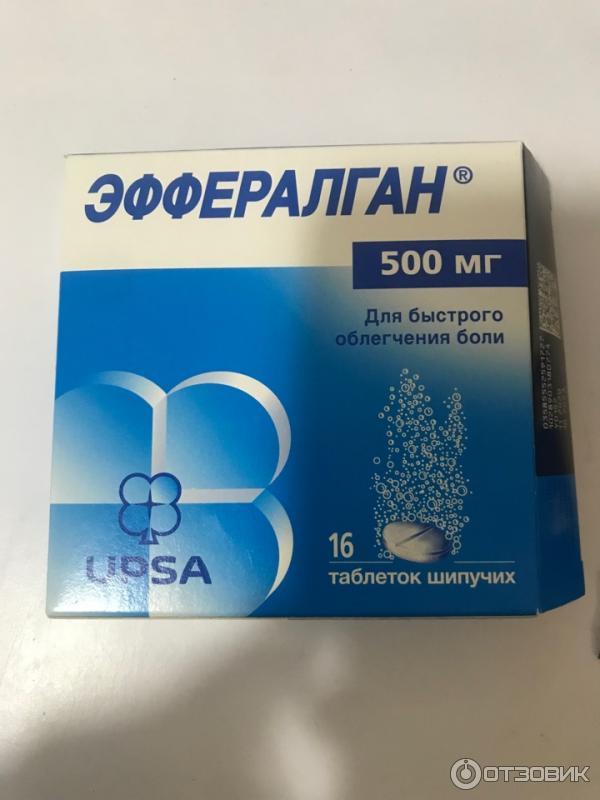 ЭФФЕРАЛГАН®
500 мг
Для быстрого
облегчения боли
16
таблеток шипучих
UPSA
ОТЗОВИК